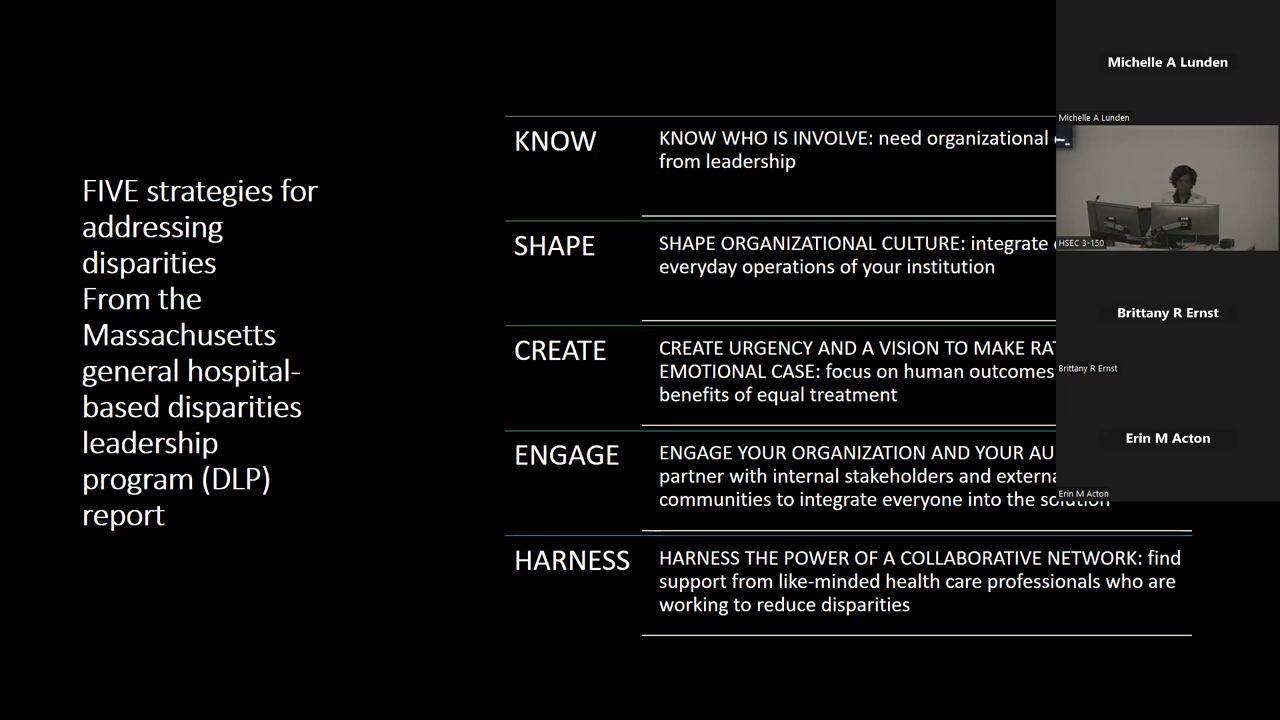 FIVE strategies for
addressing
disparities
From the
Massachusetts
general hospital-
based disparities
leadership
program (DLP)
report
KNOW
KNOW WHO IS INVOLVE: need organizational
from leadership
SHAPE
SHAPE ORGANIZATIONAL CULTURE: integrate
everyday operations of your institution
CREATE
CREATE URGENCY AND A VISION TO MAKE
EMOTIONAL CASE: focus on human outcomes
benefits of equal treatment
ENGAGE
ENGAGE YOUR ORGANIZATION AND YOUR
partner with internal stakeholders and
communities to integrate everyone into the solution
HARNESS
HARNESS THE POWER OF A COLLABORATIVE NETWORK: find
support from like-minded health care professionals who are
working to reduce disparities
Michelle A Lunden
Michelle A Lunden
HSEC 3-150
Brittany R Ernst
Brittany R Ernst
Erin M Acton
Erin M Acton